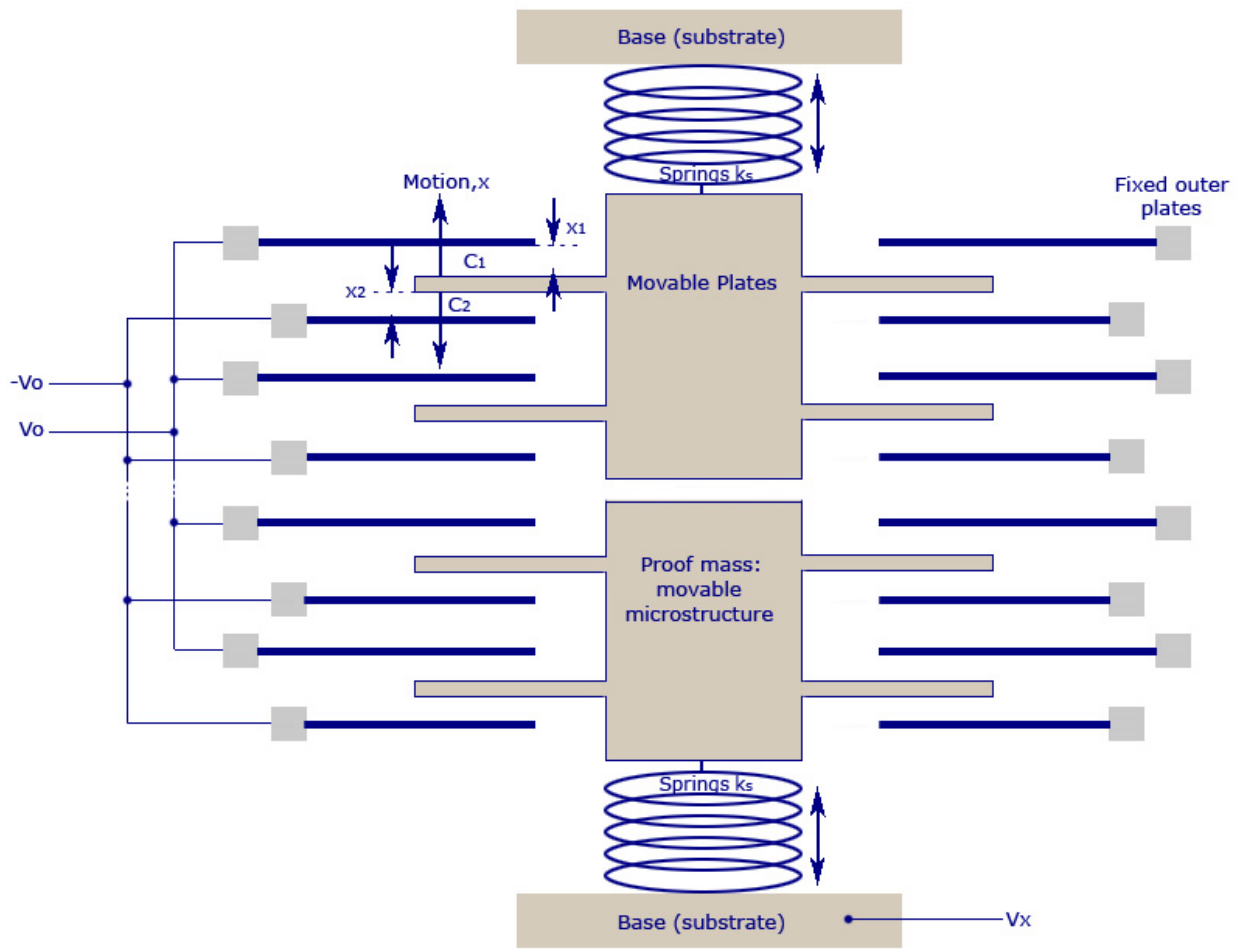 Base (substrate)
Springs ks
Motion,x
Fixed outer
plates
x1
C1
Movable Plates
x2
C2
-Vo
Vo
Proof mass:
movable
microstructure
Springs ks
Base (substrate)
Vx